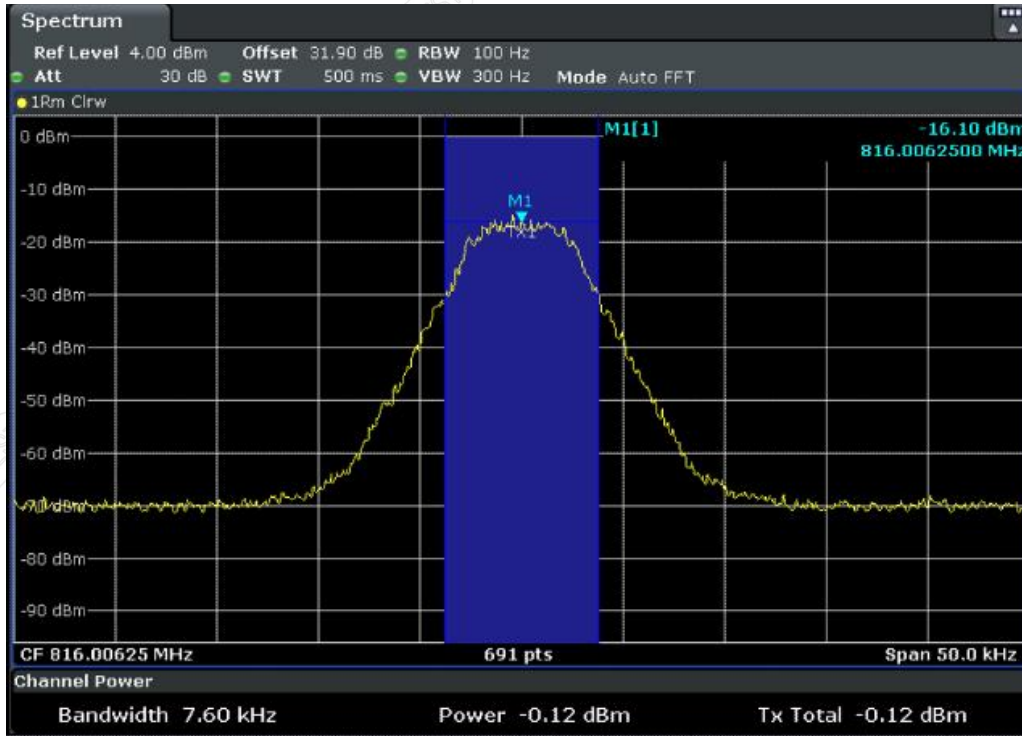 Spectrum
Ref Level 4.00 dBm Offset 31.90 dB RBW 100 Hz
Att 30 dB SWT 500 ms VBW 300 Hz Mode Auto FFT
1Rm Clrw
0 dBm
M1[1] -16.10 dBm
816.0062500 MHz
-10 dBm
M1
-20 dBm
-30 dBm
-40 dBm
-50 dBm
-60 dBm
-70 dBm
-80 dBm
-90 dBm
CF 816.00625 MHz 691 pts Span 50.0 kHz
Channel Power
Bandwidth 7.60 kHz Power -0.12 dBm Tx Total -0.12 dBm